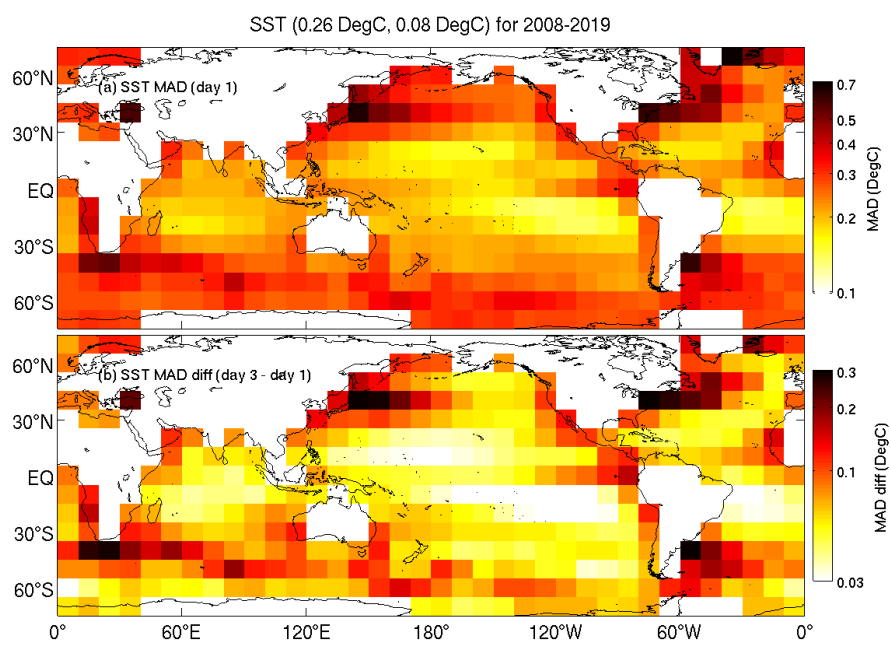 SST (0.26 DegC, 0.08 DegC) for 2008-2019
(a) SST MAD (day 1)
60°N
30°N
EQ
30°S
60°S
0.7
0.5
0.4
0.3
0.2
0.1
MAD (DegC)
(b) SST MAD diff (day 3 - day 1)
60°N
30°N
EQ
30°S
60°S
0.3
0.2
0.1
0.03
MAD diff (DegC)
0° 60°E 120°E 180° 120°W 60°W 0°